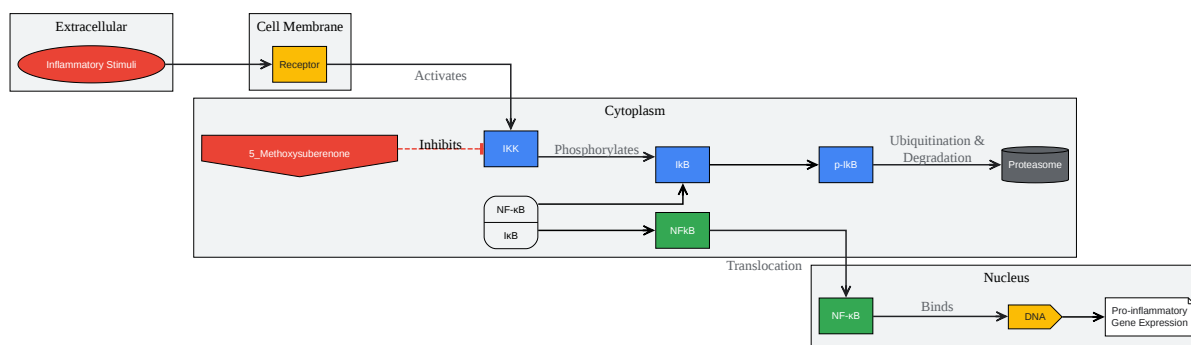 Extracellular
Inflammatory Stimuli
Cell Membrane
Receptor
Activates
Cytoplasm
5_Methoxysuberenone
Inhibits
IKK
Phosphorylates
IkB
p-IkB
Ubiquitination &
Degradation
Proteasome
NF-κB
IκB
NFkB
Translocation
Nucleus
NF-κB
Binds
DNA
Pro-inflammatory
Gene Expression